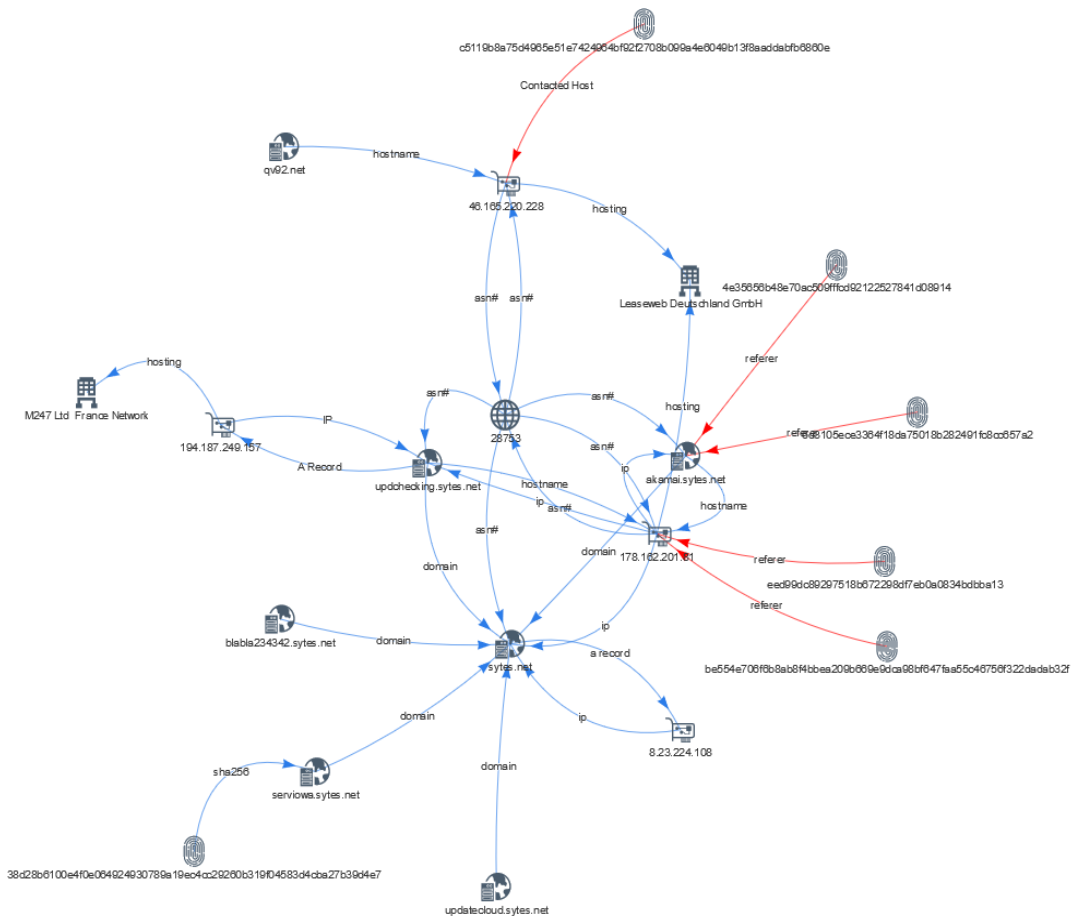 c5119b8a75d4965e51e7424964bf92f2708b099a4e6049b13f8aaddabfb6860e
Contacted Host
hostname
qv92.net
46.165.220.228
hosting
4e35656b48e70ac509fffcd92122527841d08914
Leaseweb Deutschland GmbH
asn#
asn#
referer
hosting
asn#
asn#
M247 Ltd France Network
hosting
IP
194.187.249.157
28753
asn#
A Record
ip
akamai.sytes.net
updchecking.sytes.net
hostname
ip
asn#
hostname
asn#
178.162.201.81
domain
referer
eed99dc89297518b672298df7eb0a0834bdbba13
domain
referer
ip
blabla234342.sytes.net
domain
a record
sytes.net
be554e706f6b8ab8f4bbea209b669e9dca98bf647faa55c46756f322dadab32f
domain
ip
8.23.224.108
sha256
domain
serviowa.sytes.net
38d28b6100e4f0e064924930789a19ec4cc29260b319f04583d4cba27b39d4e7
updatecloud.sytes.net